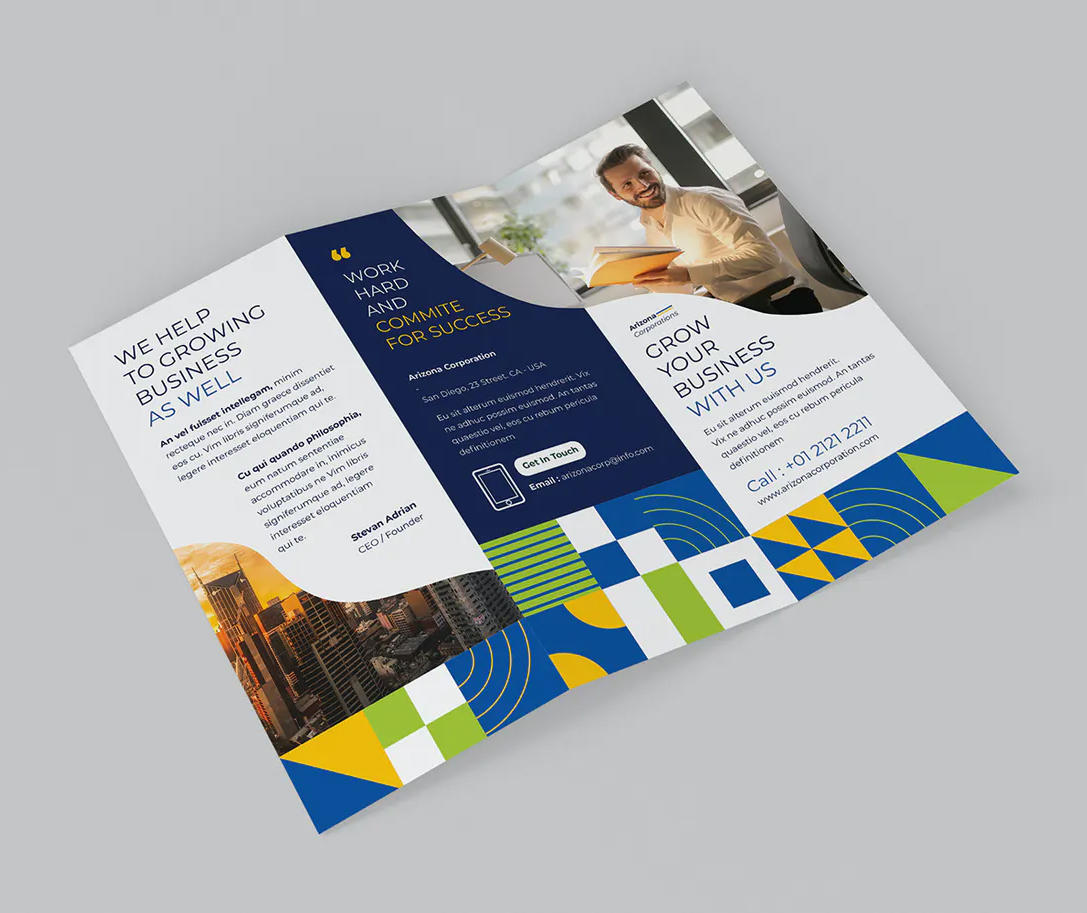 WE HELP
TO GROWING
BUSINESS
AS WELL
An vel fuisset intellegam, minim
recteque nec in. Diam graece dissentiet
eos cu. Vim libris signiferumque ad,
legere interesset eloquentiam qui te.
Cu qui quando philosophia,
eum natum sententiae
accommodare in, inimicus
voluptatibus ne Vim libris
signiferumque ad, legere
interesset eloquentiam
qui te.
Stevan Adrian
CEO / Founder
“
WORK
HARD
AND
COMMITE
FOR SUCCESS
Arizona Corporation
San Diego, 23 Street, CA - USA
Eu sit alterum euismod hendrerit. Vix
ne adhuc possim euismod. An tantas
quaestio vel, eos cu rebum pericula
definitionem
Get In Touch
Email : arizonacorp@info.com
Arizona
Corporations
GROW
YOUR
BUSINESS
WITH US
Eu sit alterum euismod hendrerit.
Vix ne adhuc possim euismod. An tantas
quaestio vel, eos cu rebum pericula
definitionem
Call : +01 2121 2211
www.arizonacorporation.com